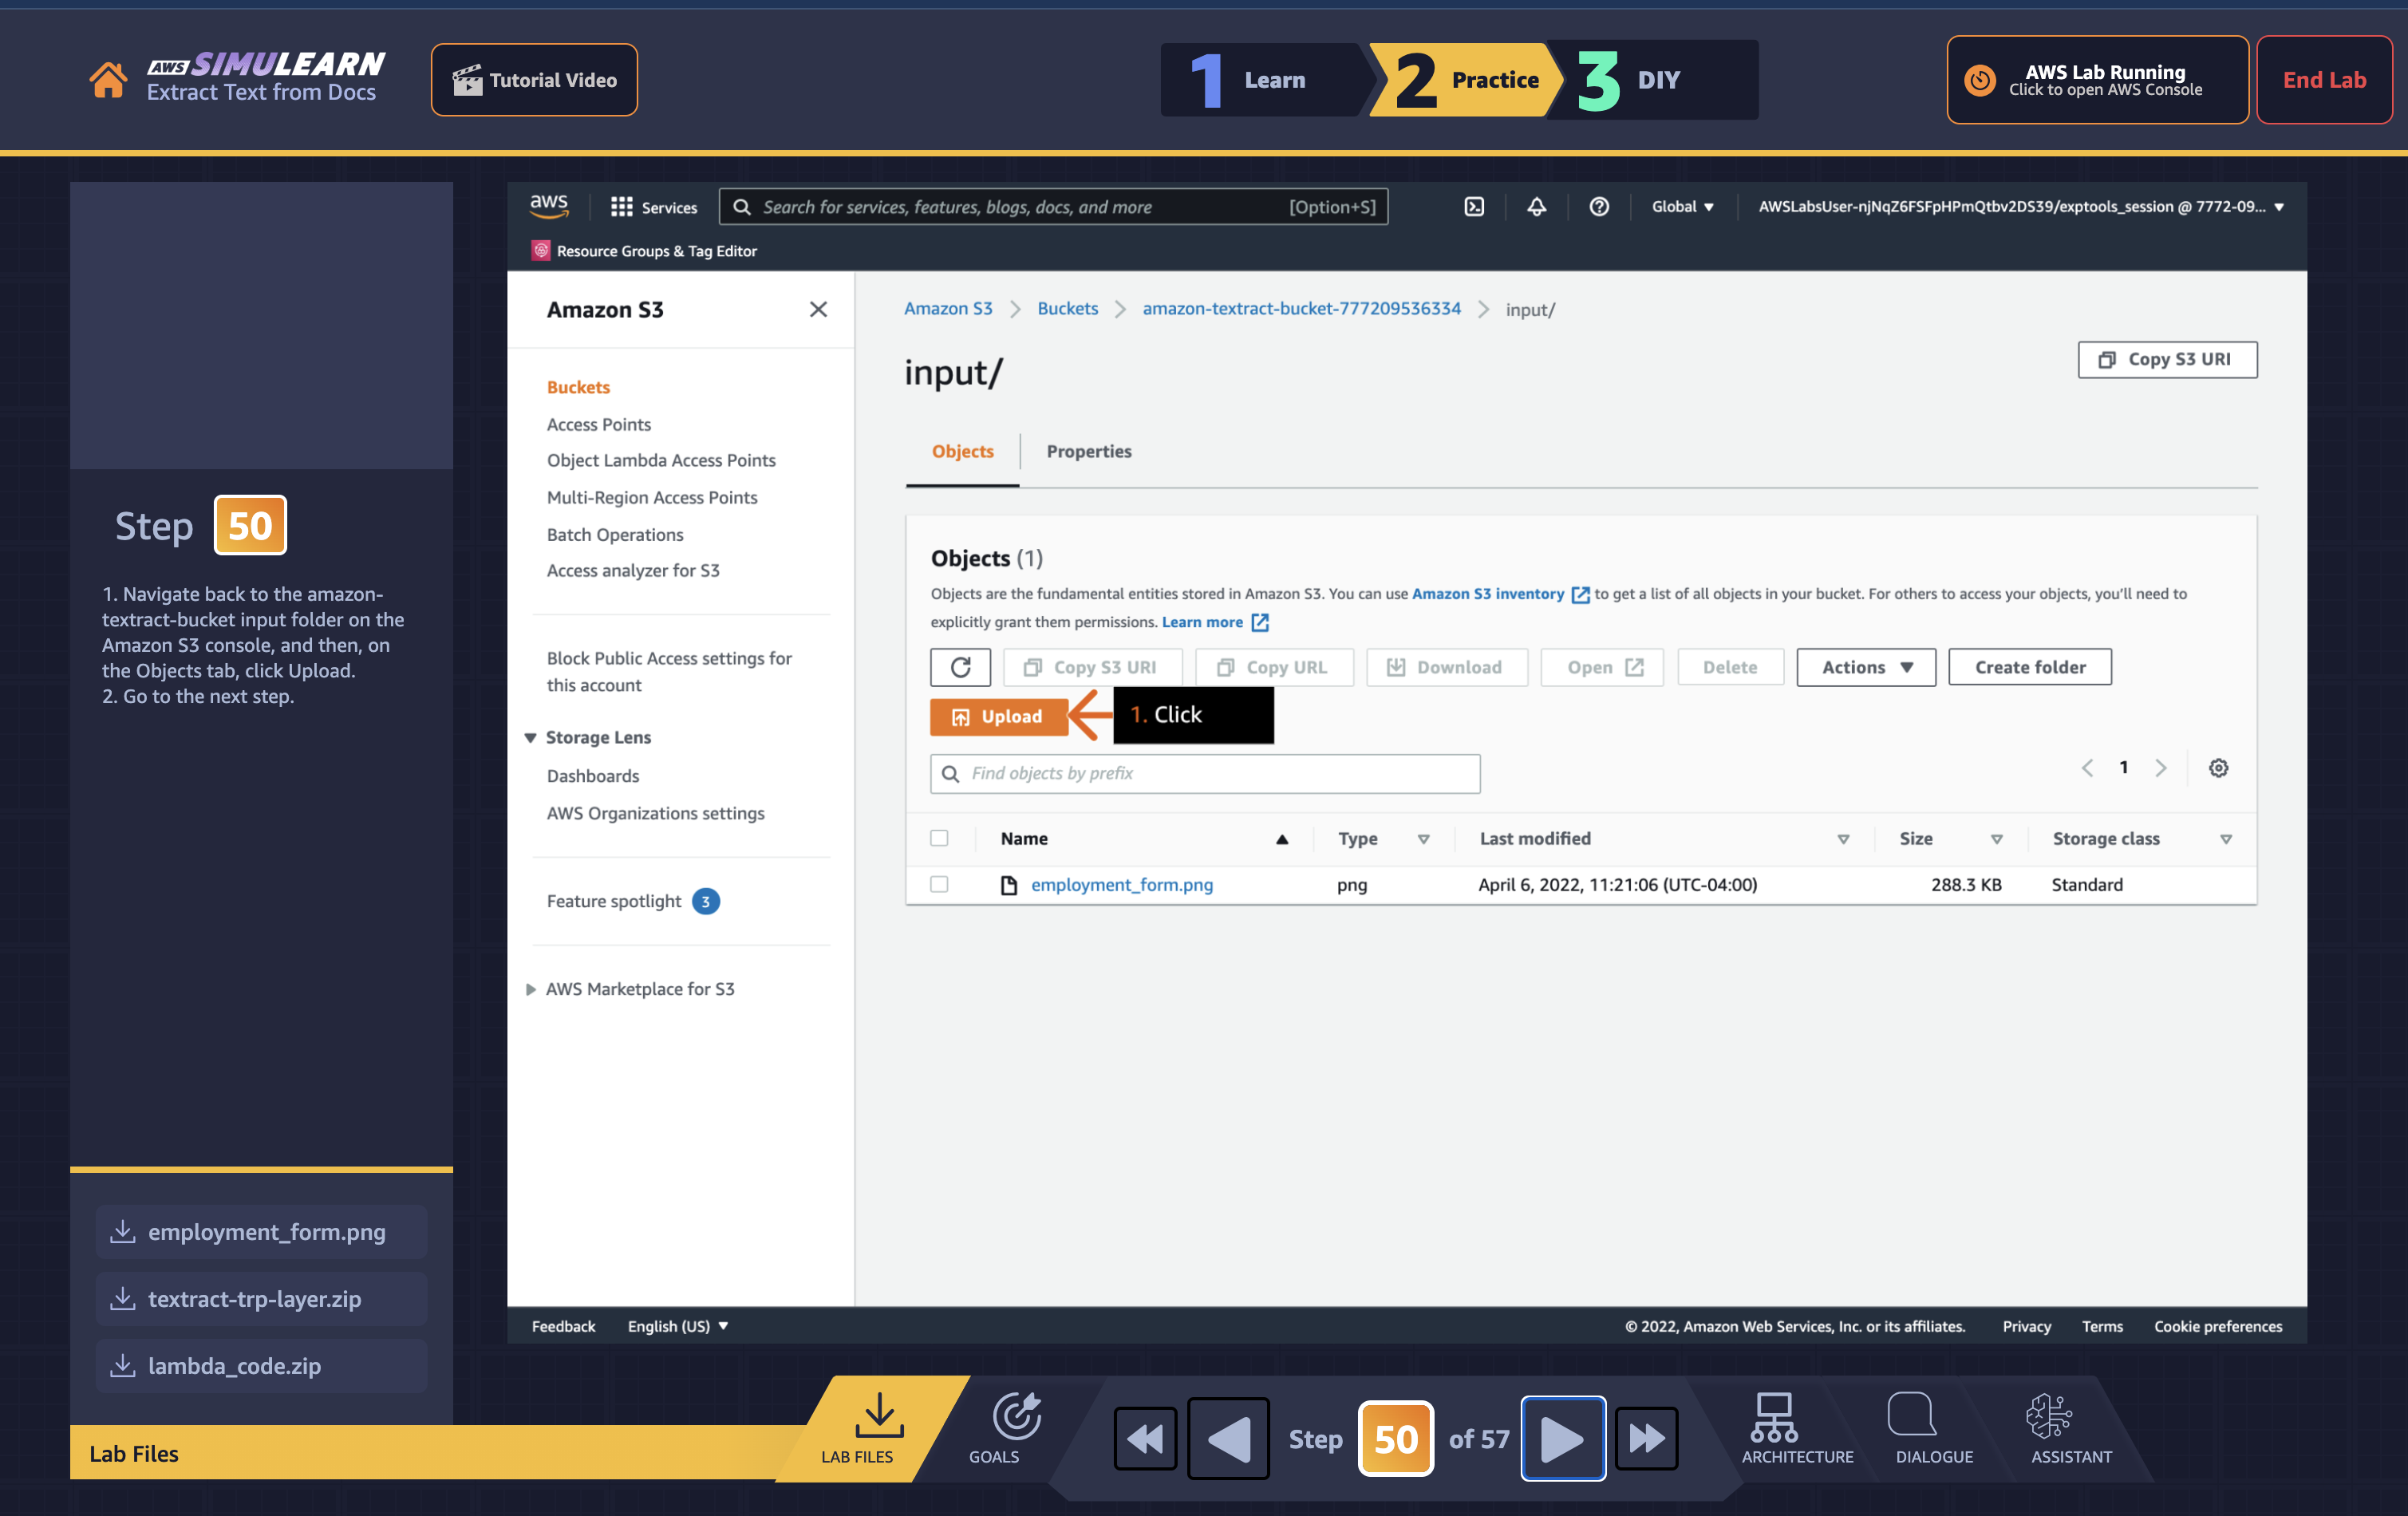 AWS SIMULEARN
Extract Text from Docs
Tutorial Video
1 Learn
2 Practice
3 DIY
AWS Lab Running
Click to open AWS Console
End Lab
Step 50
1. Navigate back to the amazon-
textract-bucket input folder on the
Amazon S3 console, and then, on
the Objects tab, click Upload.
2. Go to the next step.
employment_form.png
textract-trp-layer.zip
lambda_code.zip
Lab Files
aws
Services
Search for services, features, blogs, docs, and more
[Option+S]
Global
AWSLabsUser-njNqZ6FSFpHPmQtbv2DS39/exptools_session @ 7772-09...
Resource Groups & Tag Editor
Amazon S3
Buckets
Access Points
Object Lambda Access Points
Multi-Region Access Points
Batch Operations
Access analyzer for S3
Block Public Access settings for
this account
Storage Lens
Dashboards
AWS Organizations settings
Feature spotlight 3
AWS Marketplace for S3
Amazon S3 > Buckets > amazon-textract-bucket-777209536334 > input/
input/
Copy S3 URI
Objects
Properties
Objects (1)
Objects are the fundamental entities stored in Amazon S3. You can use Amazon S3 inventory to get a list of all objects in your bucket. For others to access your objects, you'll need to
explicitly grant them permissions. Learn more
Copy S3 URI
Copy URL
Download
Open
Delete
Actions
Create folder
Upload
1. Click
Find objects by prefix
1
Name Type Last modified Size Storage class
employment_form.png png April 6, 2022, 11:21:06 (UTC-04:00) 288.3 KB Standard
Feedback
English (US)
© 2022, Amazon Web Services, Inc. or its affiliates.
Privacy
Terms
Cookie preferences
LAB FILES
GOALS
Step 50 of 57
ARCHITECTURE
DIALOGUE
ASSISTANT